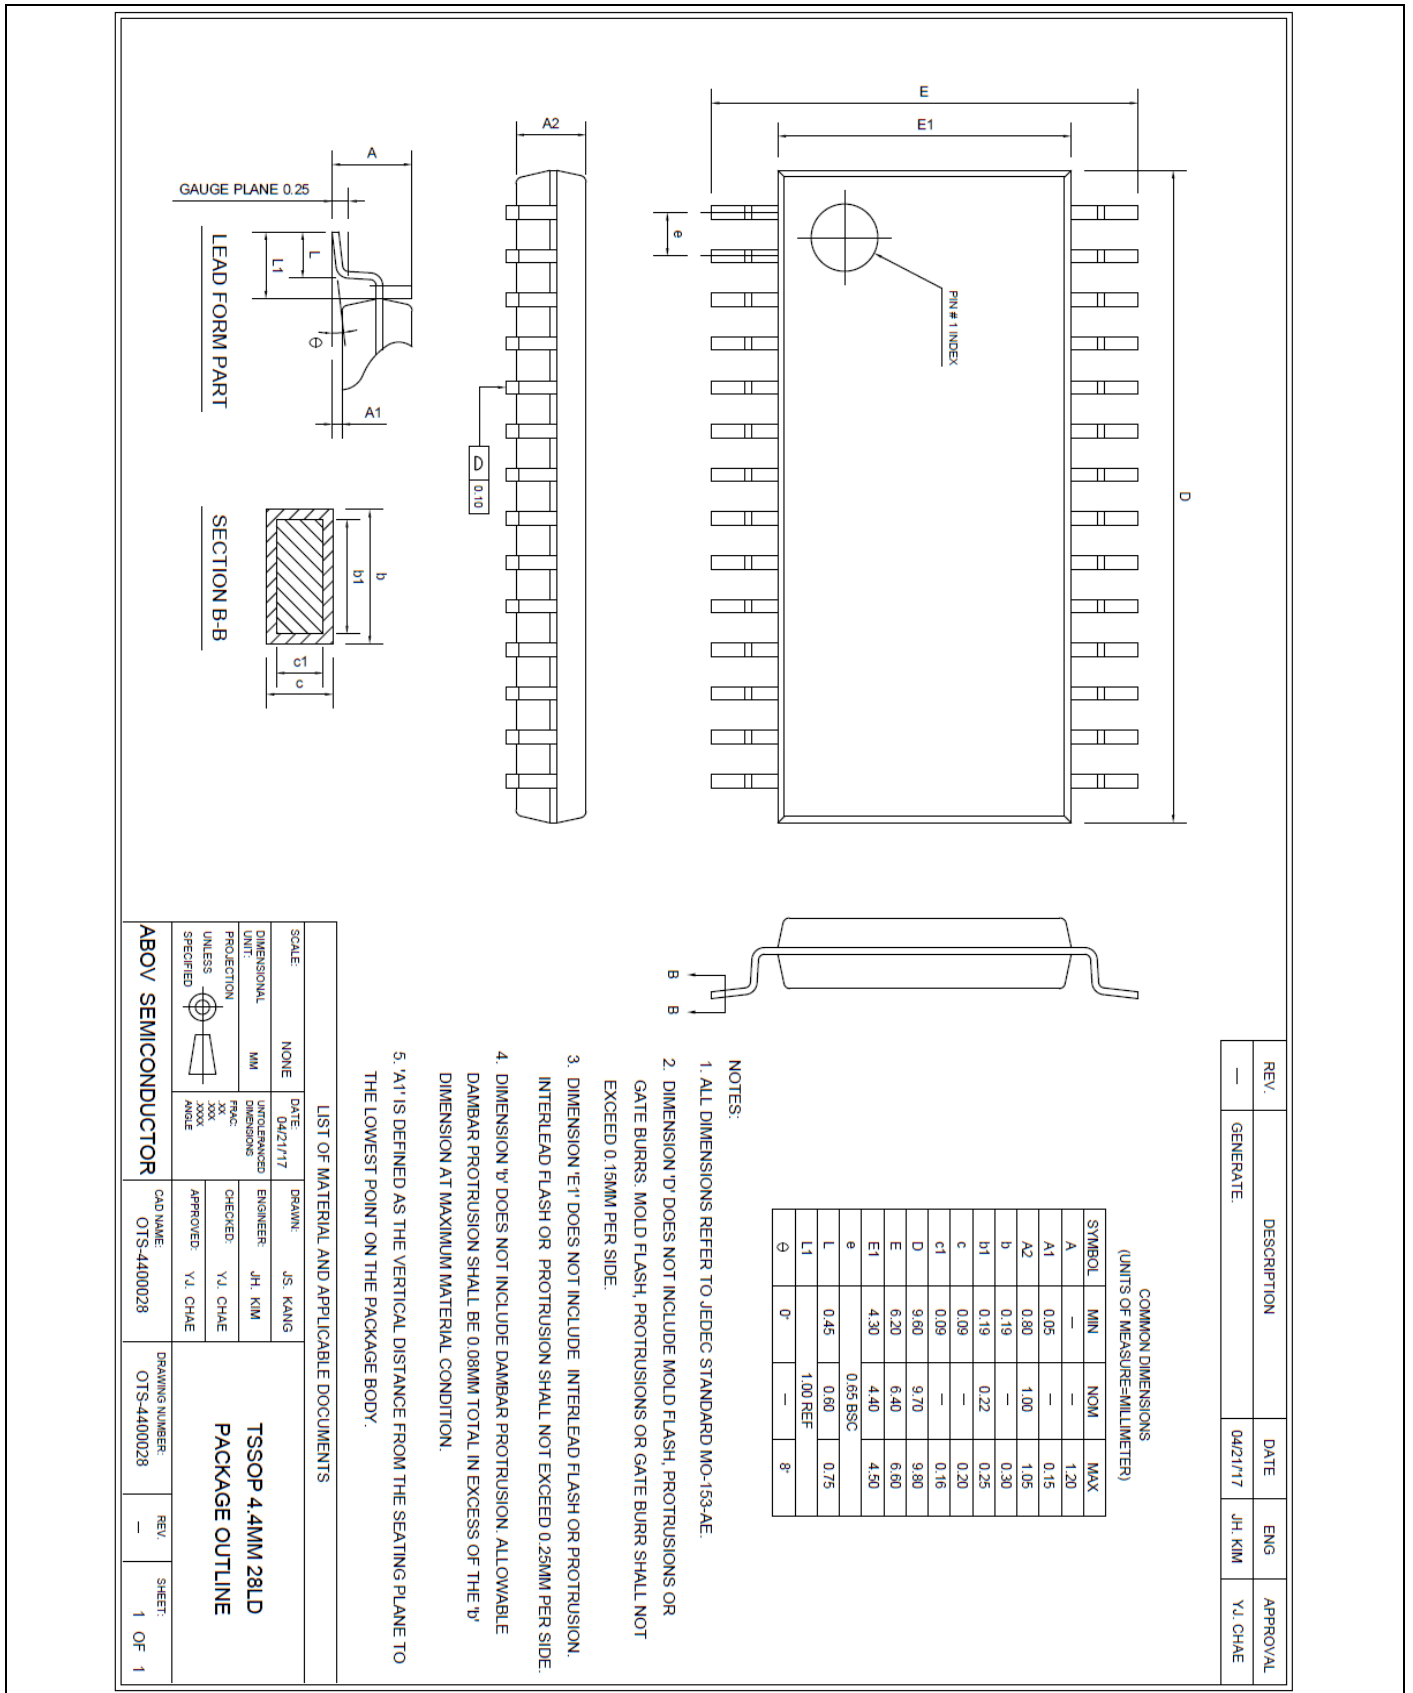 REV. DESCRIPTION DATE ENG APPROVAL
— GENERATE. 04/21/'17 JH. KIM YJ. CHAE
E
E1
D
e
PIN # 1 INDEX
A2
0.10
A
GAUGE PLANE 0.25
L
L1
θ
A1
LEAD FORM PART
b
b1
c1
c
SECTION B-B
B B
COMMON DIMENSIONS
(UNITS OF MEASURE=MILLIMETER)
SYMBOL MIN NOM MAX
A — — 1.20
A1 0.05 — 0.15
A2 0.80 1.00 1.05
b 0.19 — 0.30
b1 0.19 0.22 0.25
c 0.09 — 0.20
c1 0.09 — 0.16
D 9.60 9.70 9.80
E 6.20 6.40 6.60
E1 4.30 4.40 4.50
e 0.65 BSC
L 0.45 0.60 0.75
L1 1.00 REF
θ 0° — 8°
NOTES:
1. ALL DIMENSIONS REFER TO JEDEC STANDARD MO-153-AE.
2. DIMENSION 'D' DOES NOT INCLUDE MOLD FLASH, PROTRUSIONS OR
GATE BURRS. MOLD FLASH, PROTRUSIONS OR GATE BURR SHALL NOT
EXCEED 0.15MM PER SIDE.
3. DIMENSION 'E1' DOES NOT INCLUDE INTERLEAD FLASH OR PROTRUSION.
INTERLEAD FLASH OR PROTRUSION SHALL NOT EXCEED 0.25MM PER SIDE.
4. DIMENSION 'b' DOES NOT INCLUDE DAMBAR PROTRUSION. ALLOWABLE
DAMBAR PROTRUSION SHALL BE 0.08MM TOTAL IN EXCESS OF THE 'b'
DIMENSION AT MAXIMUM MATERIAL CONDITION.
5. 'A1' IS DEFINED AS THE VERTICAL DISTANCE FROM THE SEATING PLANE TO
THE LOWEST POINT ON THE PACKAGE BODY.
LIST OF MATERIAL AND APPLICABLE DOCUMENTS
SCALE: NONE
DATE: 04/21/'17
DRAWN: JS. KANG
DIMENSIONAL
UNIT: MM
UNTOLERANCED
DIMENSIONS
FRAC:
.XX
.XXX
.XXXX
ANGLE
ENGINEER: JH. KIM
PROJECTION
UNLESS
SPECIFIED
CHECKED: YJ. CHAE
APPROVED: YJ. CHAE
TSSOP 4.4MM 28LD
PACKAGE OUTLINE
ABOV SEMICONDUCTOR
CAD NAME:
OTS-4400028
DRAWING NUMBER:
OTS-4400028
REV.
—
SHEET:
1 OF 1